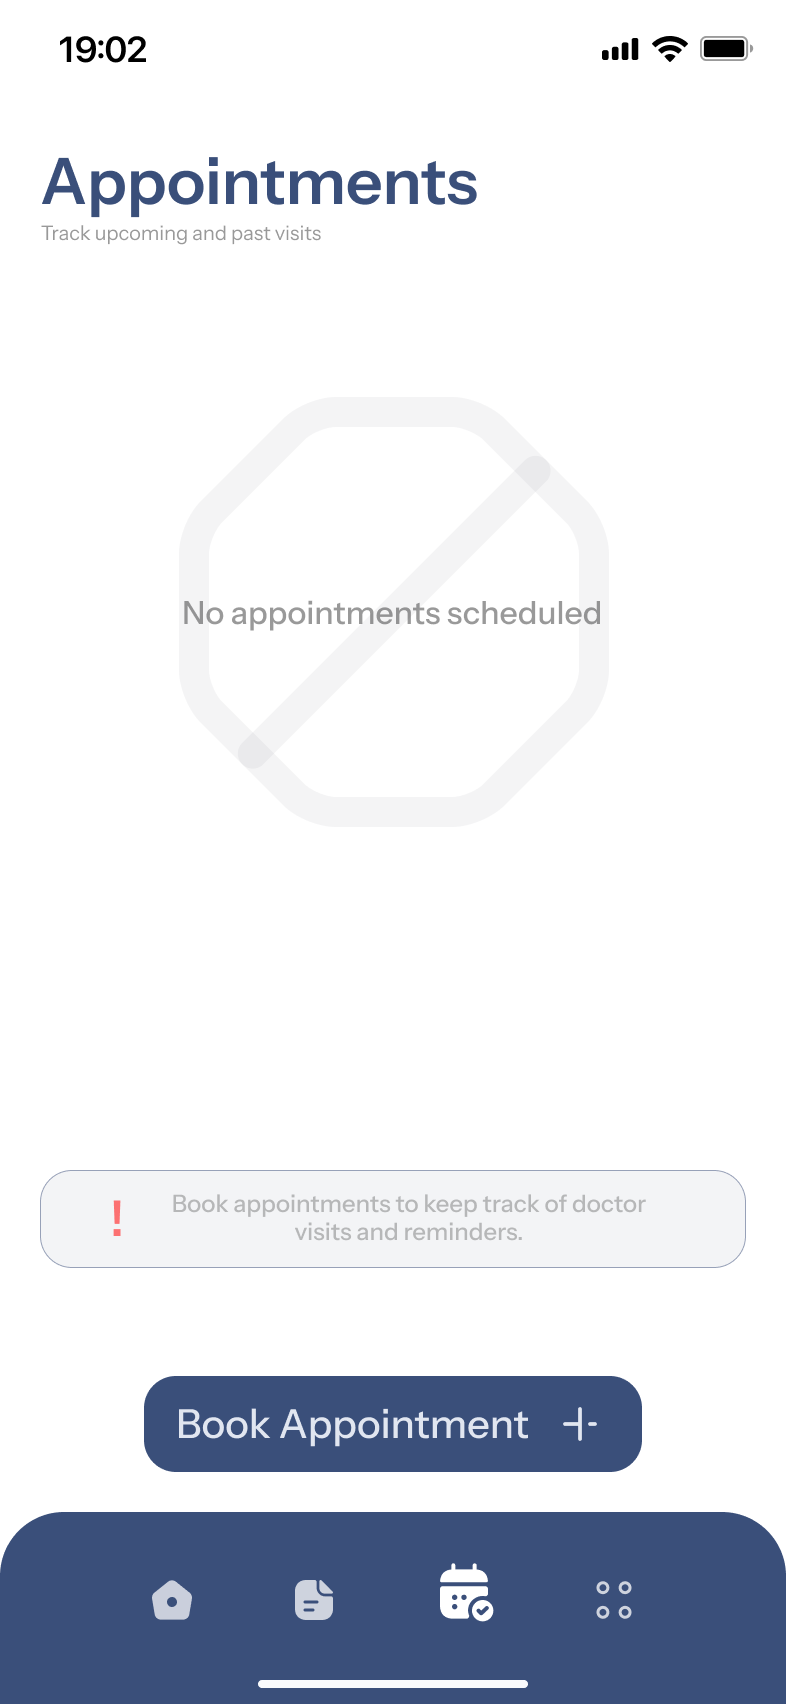 19:02
Appointments
Track upcoming and past visits
No appointments scheduled
! Book appointments to keep track of doctor
visits and reminders.
Book Appointment